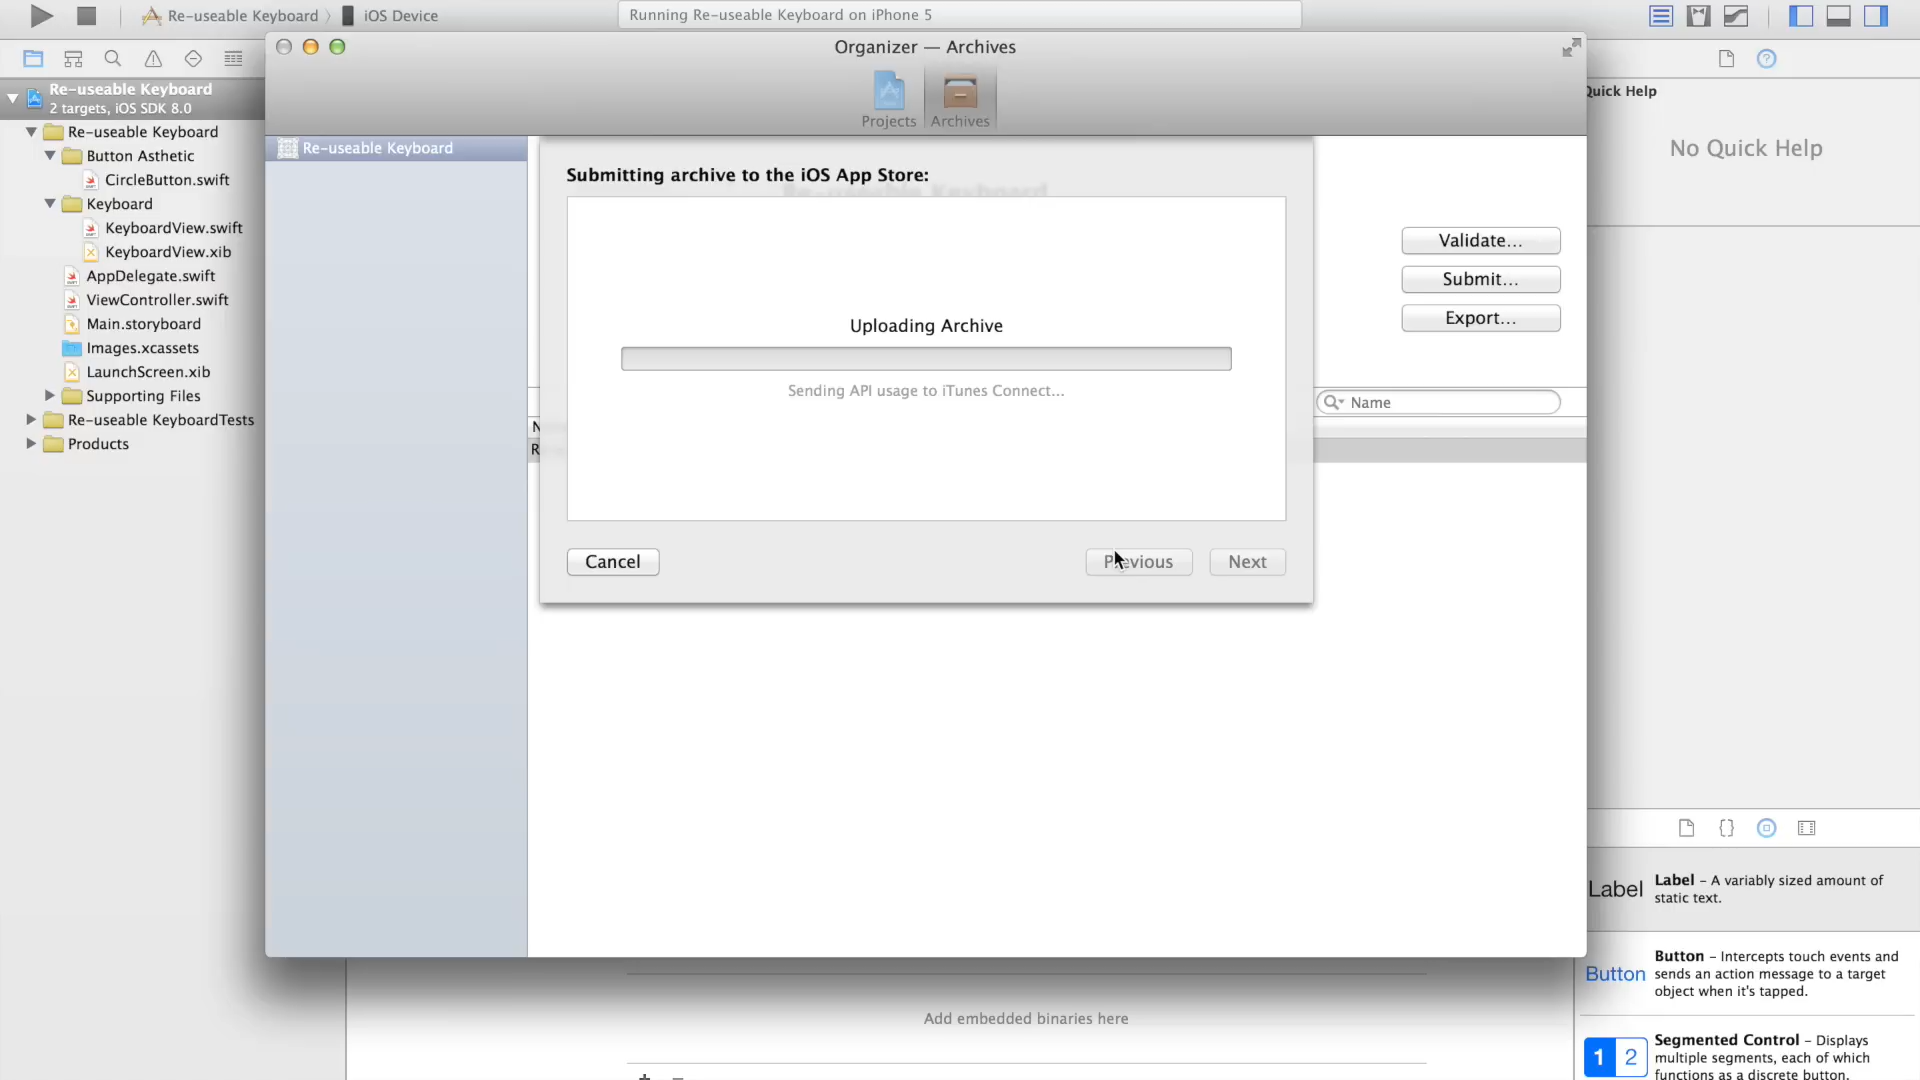 Re-useable Keyboard
iOS Device
Running Re-useable Keyboard on iPhone 5
Organizer — Archives
Projects
Archives
Re-useable Keyboard
2 targets, iOS SDK 8.0
Re-useable Keyboard
Button Asthetic
CircleButton.swift
Keyboard
KeyboardView.swift
KeyboardView.xib
AppDelegate.swift
ViewController.swift
Main.storyboard
Images.xcassets
LaunchScreen.xib
Supporting Files
Re-useable KeyboardTests
Products
Re-useable Keyboard
Re-useable Keyboard
Submitting archive to the iOS App Store:
Uploading Archive
Sending API usage to iTunes Connect...
Cancel
Previous
Next
Validate...
Submit...
Export...
Name
N
R
Add embedded binaries here
Quick Help
No Quick Help
Label
Label – A variably sized amount of
static text.
Button
Button – Intercepts touch events and
sends an action message to a target
object when it's tapped.
1 2
Segmented Control – Displays
multiple segments, each of which
functions as a discrete button.